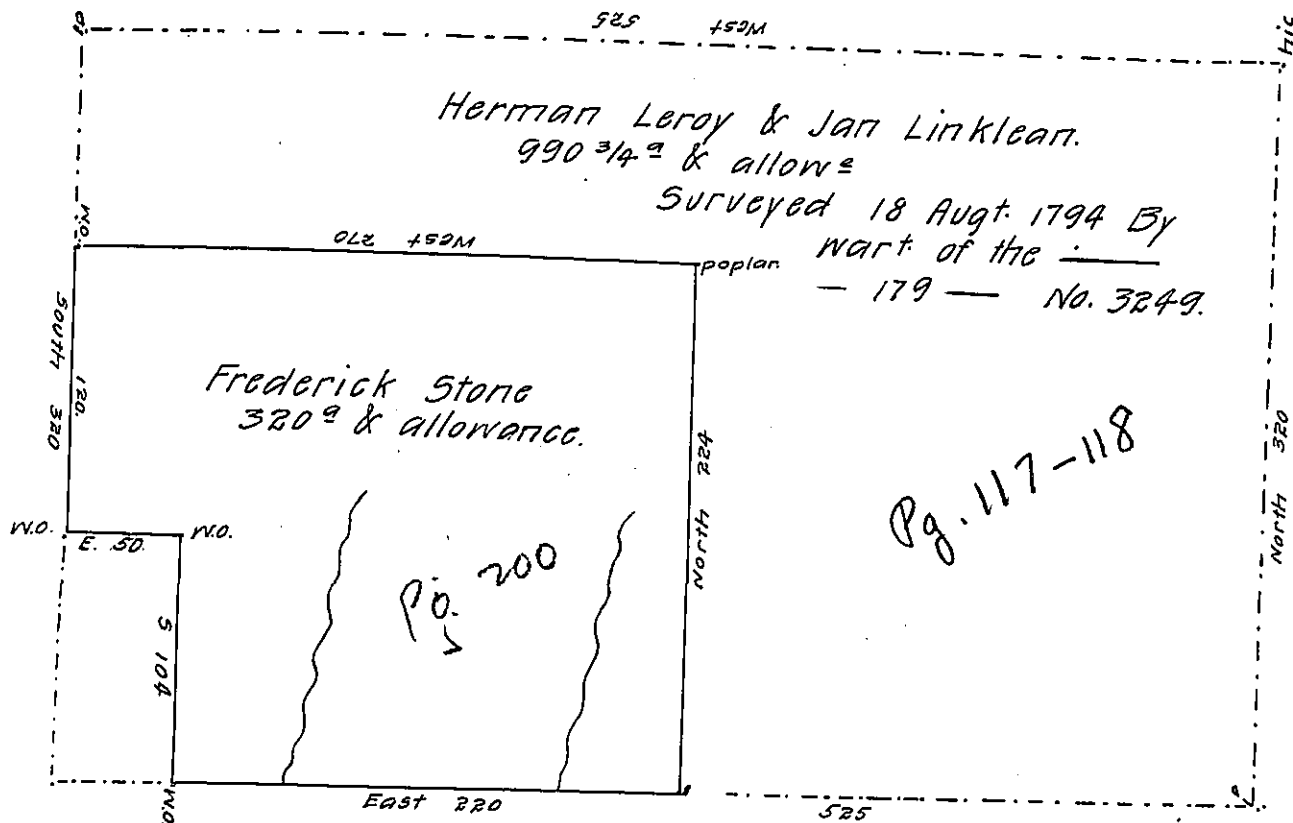 West 525
hic
Herman Leroy & Jan Linklean.
990 3/4 a & allowe
Surveyed 18 Augt. 1794 By
wart. of the ——
— 179 — No. 3249.
W.O.
West 270
poplar
South 320
120.
Frederick Stone
320 a & allowance.
North 224
North 320
Pg. 117-118
W.O.
E. 50.
W.O.
S 104
Pg. 200
W.O.
East 220
525